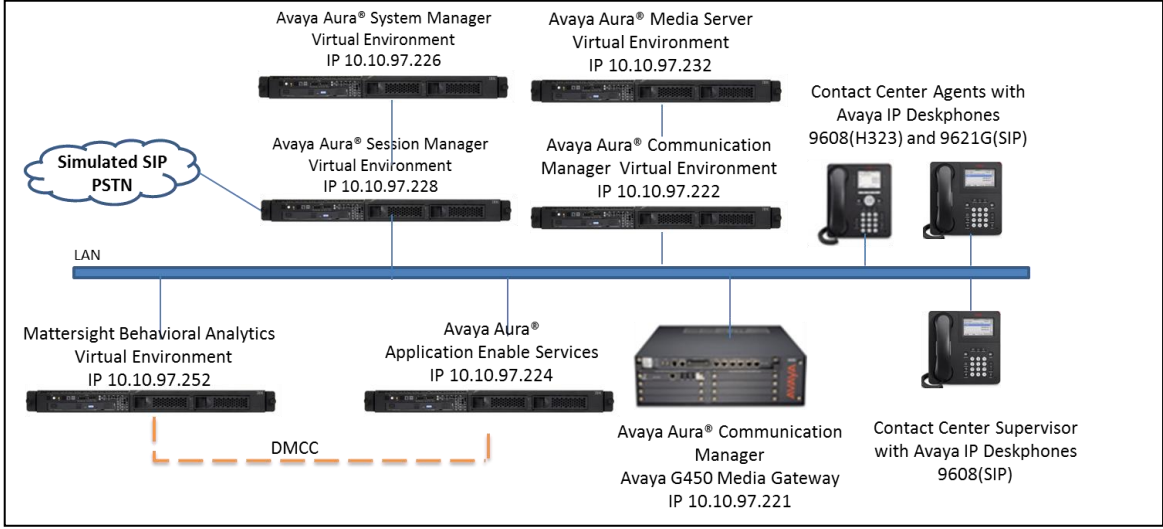 Avaya Aura® System Manager
Virtual Environment
IP 10.10.97.226
Avaya Aura® Media Server
Virtual Environment
IP 10.10.97.232
Contact Center Agents with
Avaya IP Deskphones
9608(H323) and 9621G(SIP)
Simulated SIP
PSTN
Avaya Aura® Session Manager
Virtual Environment
IP 10.10.97.228
Avaya Aura® Communication
Manager Virtual Environment
IP 10.10.97.222
LAN
Mattersight Behavioral Analytics
Virtual Environment
IP 10.10.97.252
Avaya Aura®
Application Enable Services
IP 10.10.97.224
AVAYA
DMCC
Avaya Aura® Communication
Manager
Avaya G450 Media Gateway
IP 10.10.97.221
Contact Center Supervisor
with Avaya IP Deskphones
9608(SIP)